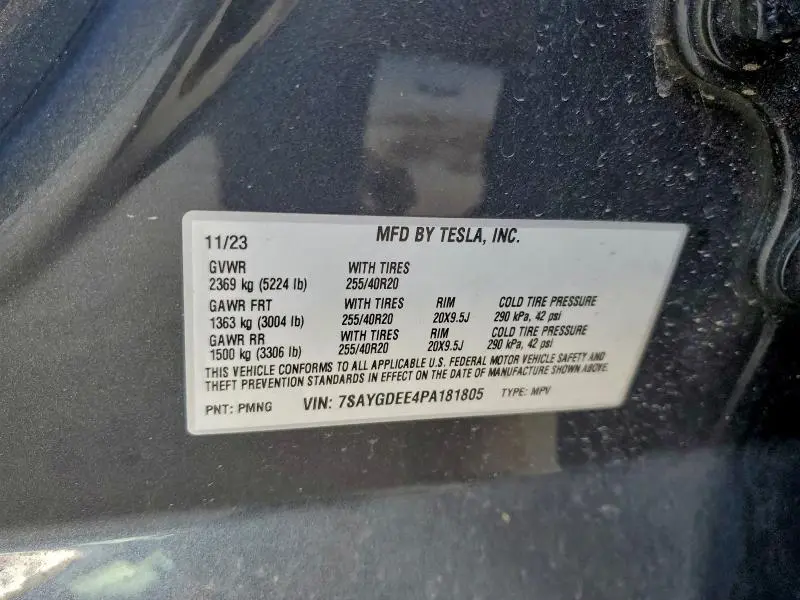 11/23 MFD BY TESLA, INC.
GVWR WITH TIRES
2369 kg (5224 lb) 255/40R20
GAWR FRT WITH TIRES RIM COLD TIRE PRESSURE
1363 kg (3004 lb) 255/40R20 20X9.5J 290 kPa, 42 psi
GAWR RR WITH TIRES RIM COLD TIRE PRESSURE
1500 kg (3306 lb) 255/40R20 20X9.5J 290 kPa, 42 psi
THIS VEHICLE CONFORMS TO ALL APPLICABLE U.S. FEDERAL MOTOR VEHICLE SAFETY AND
THEFT PREVENTION STANDARDS IN EFFECT ON THE DATE OF MANUFACTURE SHOWN ABOVE.
PNT: PMNG VIN: 7SAYGDEE4PA181805 TYPE: MPV